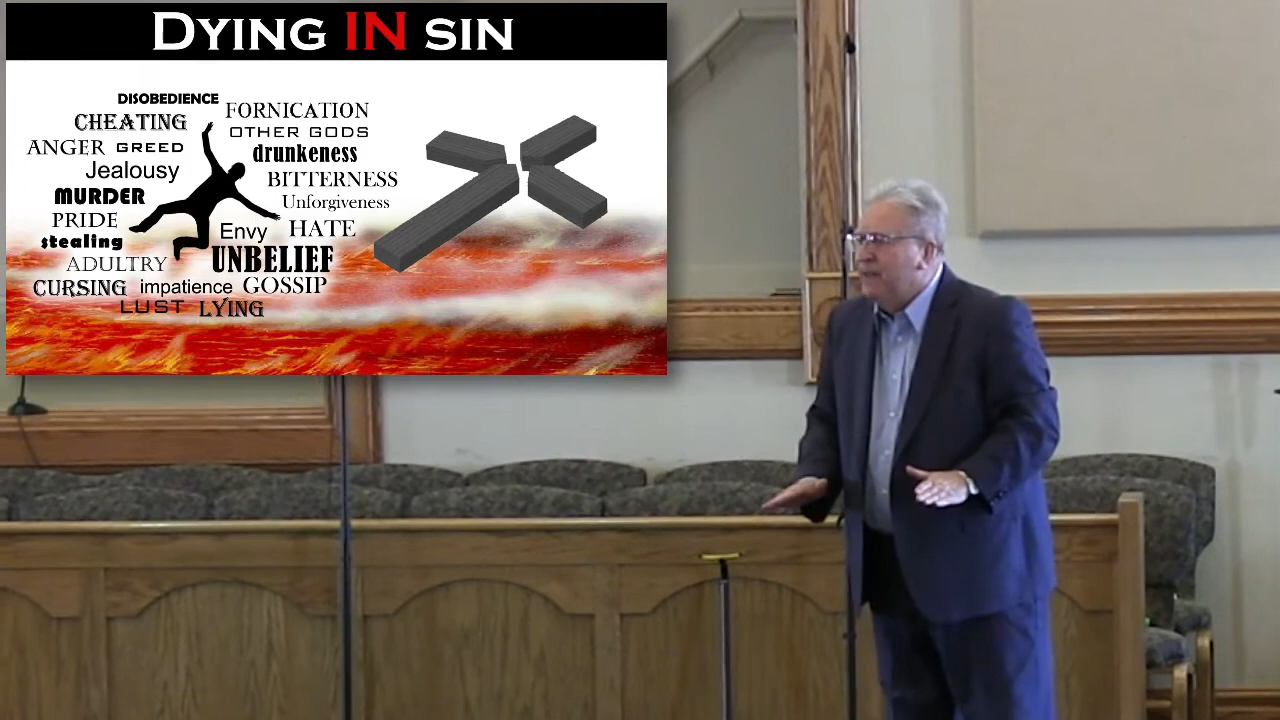 DYING IN SIN
DISOBEDIENCE
FORNICATION
CHEATING
OTHER GODS
ANGER GREED
drunkeness
Jealousy
BITTERNESS
MURDER
Unforgiveness
PRIDE
Envy HATE
stealing
UNBELIEF
ADULTRY
CURSING impatience GOSSIP
LUST LYING